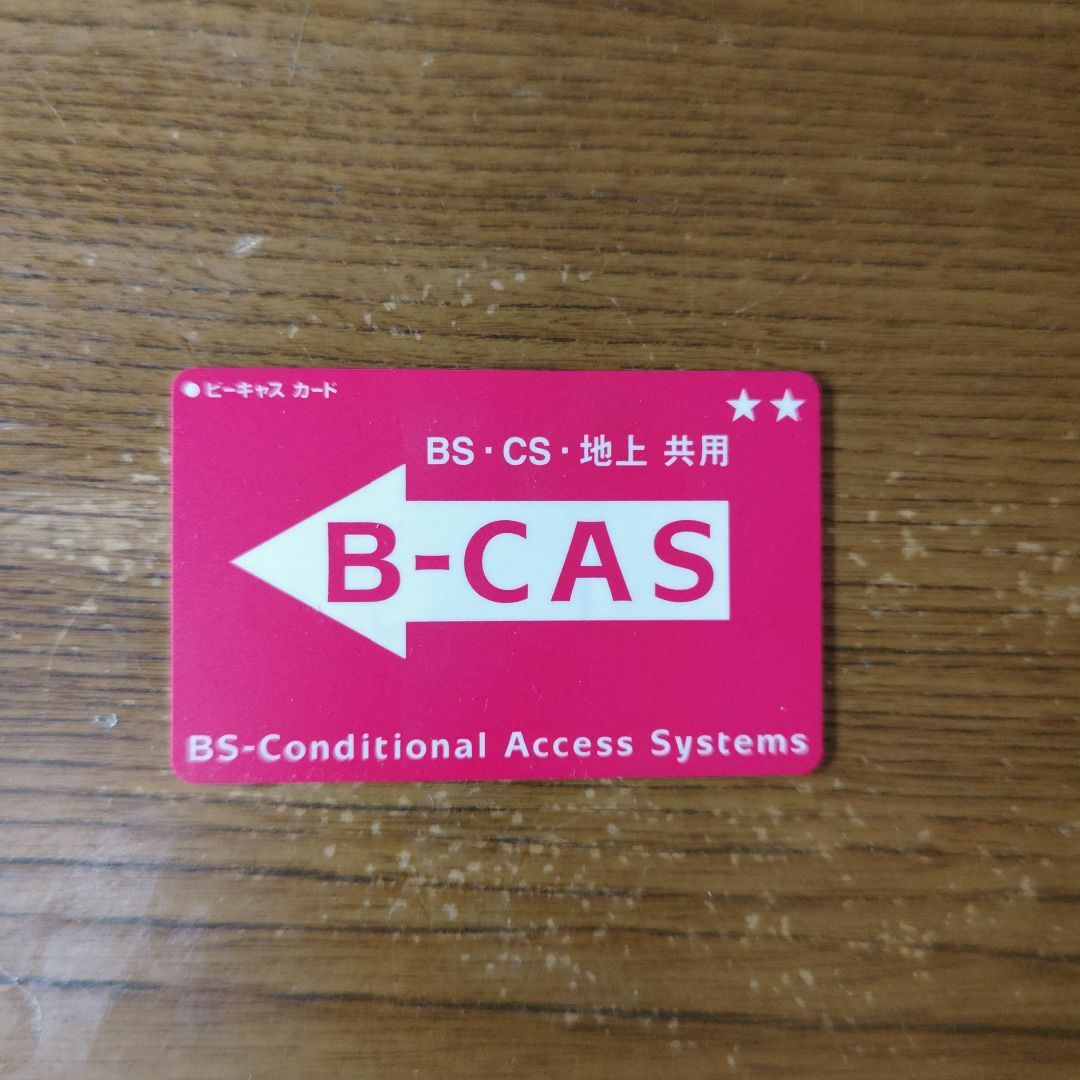 ●ビーキャス カード
★★
BS・CS・地上 共用
B-CAS
BS-Conditional Access Systems